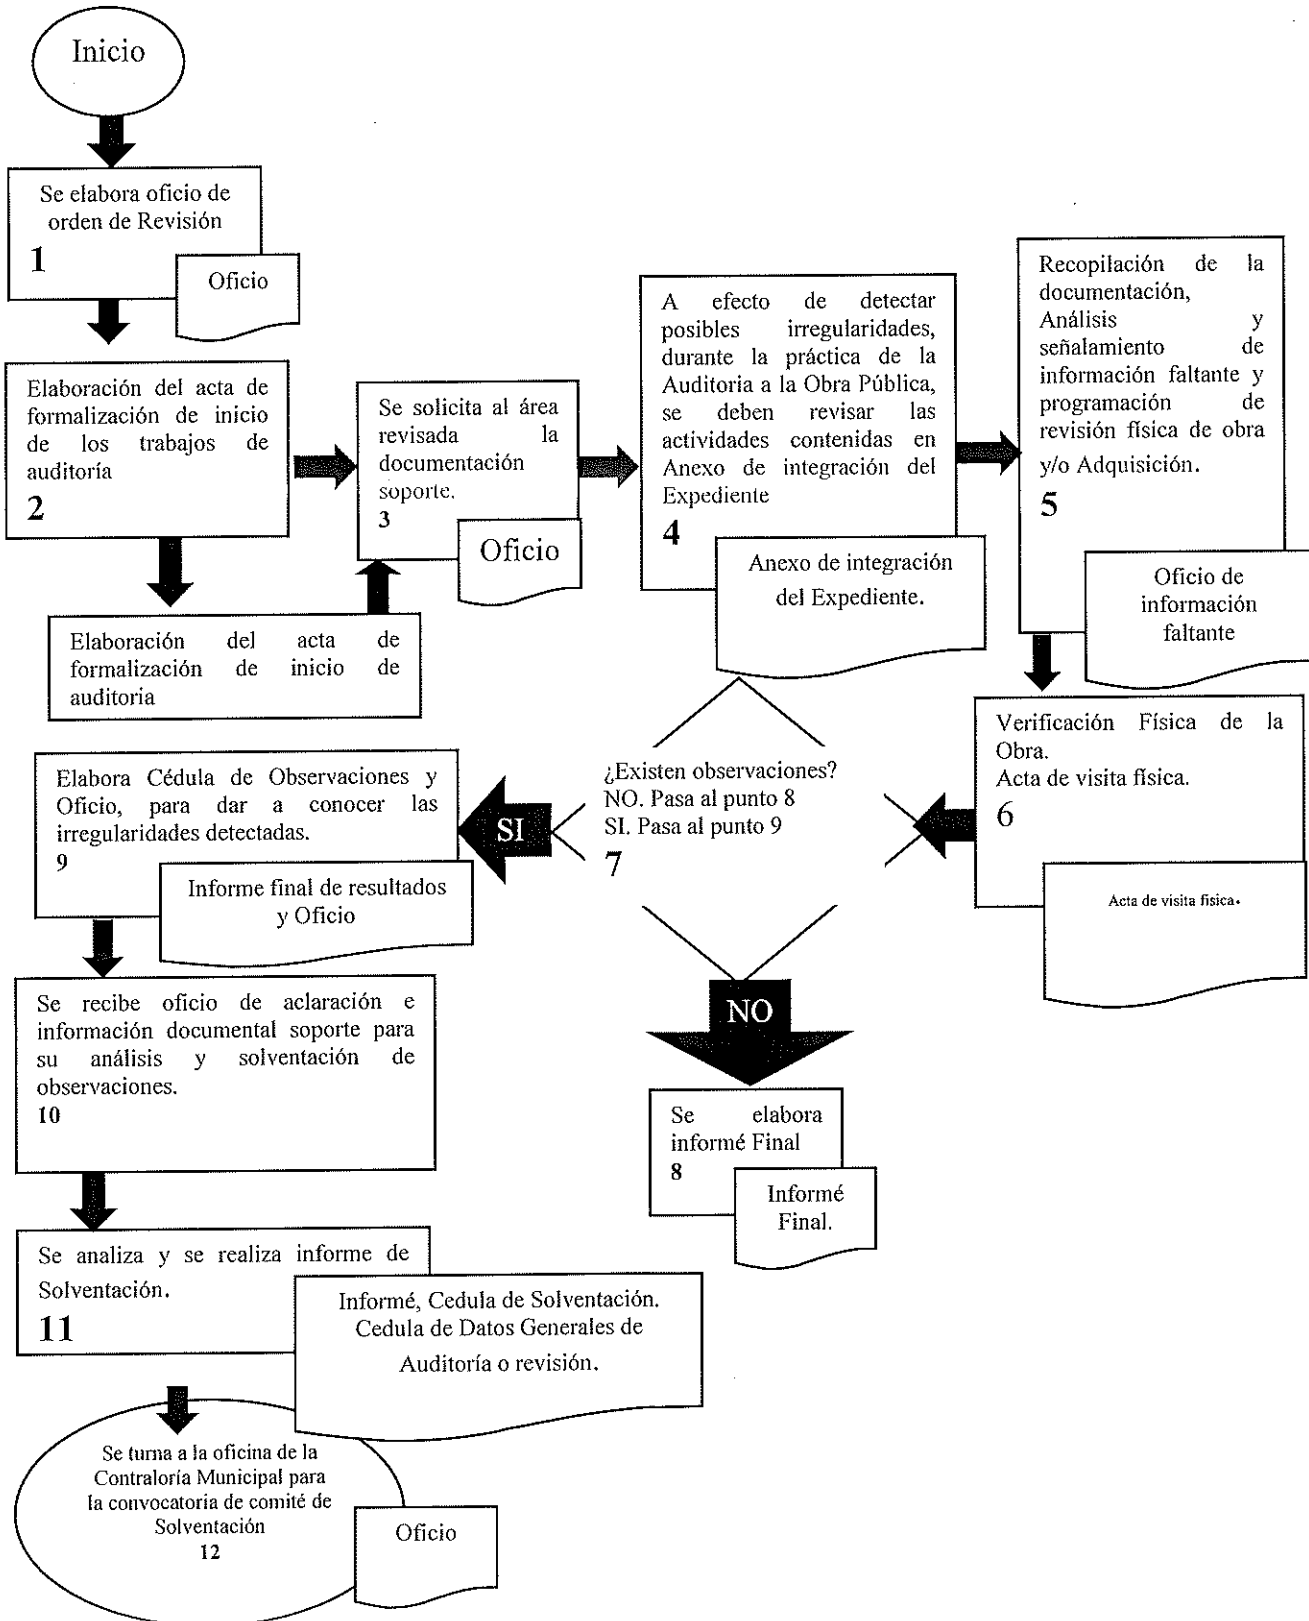 Inicio
Se elabora oficio de
orden de Revisión
1
Oficio
Elaboración del acta de
formalización de inicio
de los trabajos de
auditoría
2
Elaboración del acta de
formalización de inicio de
auditoria
Se solicita al área
revisada la
documentación
soporte.
3
Oficio
A efecto de detectar
posibles irregularidades,
durante la práctica de la
Auditoria a la Obra Pública,
se deben revisar las
actividades contenidas en
Anexo de integración del
Expediente
4
Anexo de integración
del Expediente.
Recopilación de la
documentación,
Análisis y
señalamiento de
información faltante y
programación de
revisión física de obra
y/o Adquisición.
5
Oficio de
información
faltante
Verificación Física de la
Obra.
Acta de visita física.
6
Acta de visita física.
¿Existen observaciones?
NO. Pasa al punto 8
SI. Pasa al punto 9
7
SI
NO
Se elabora
informé Final
8
Informé
Final.
Elabora Cédula de Observaciones y
Oficio, para dar a conocer las
irregularidades detectadas.
9
Informe final de resultados
y Oficio
Se recibe oficio de aclaración e
información documental soporte para
su análisis y solventación de
observaciones.
10
Se analiza y se realiza informe de
Solventación.
11
Informé, Cedula de Solventación.
Cedula de Datos Generales de
Auditoría o revisión.
Se turna a la oficina de la
Contraloría Municipal para
la convocatoria de comité de
Solventación
12
Oficio